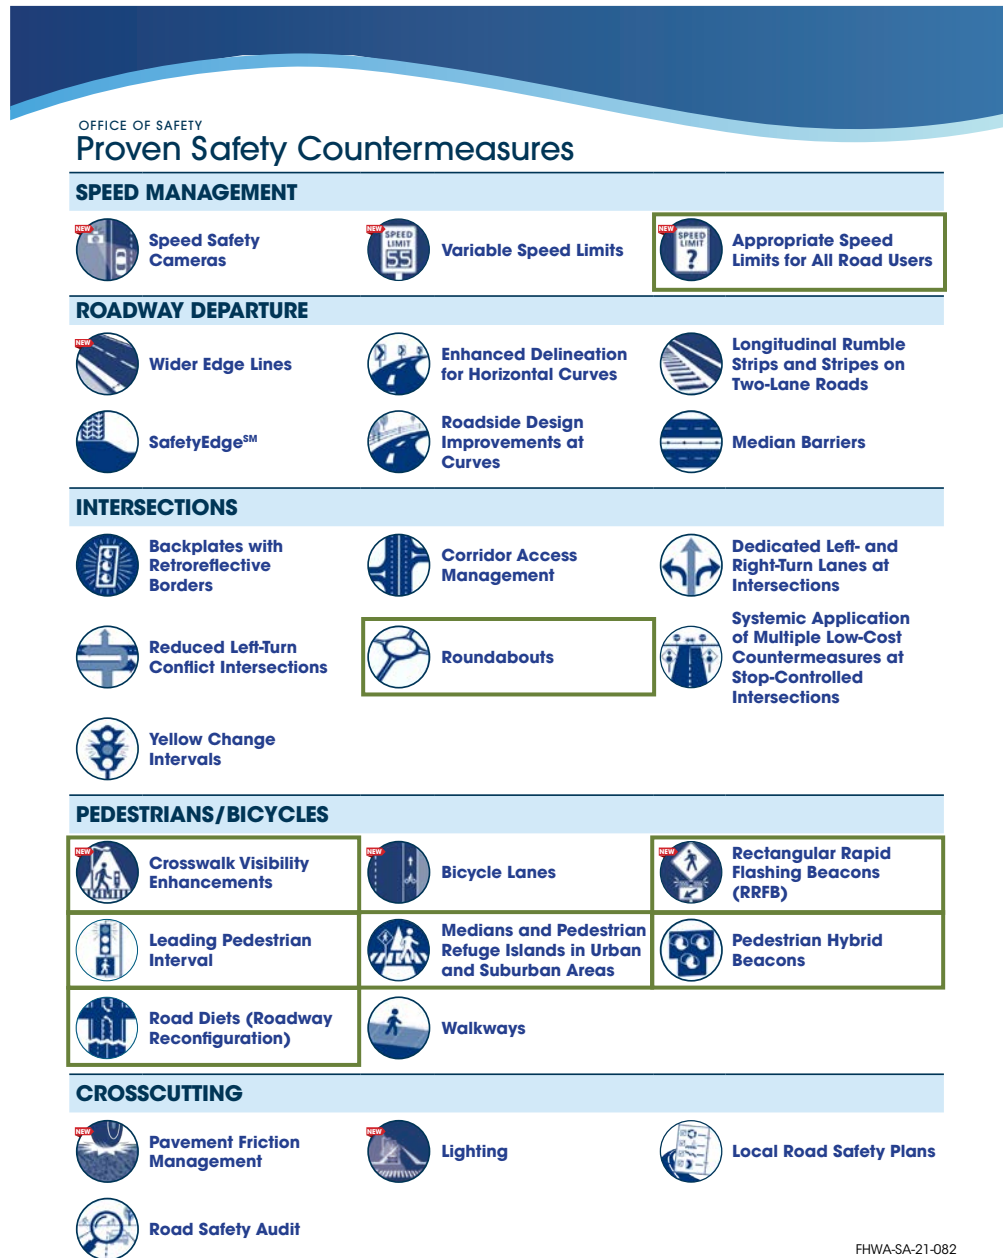 OFFICE OF SAFETY
Proven Safety Countermeasures
SPEED MANAGEMENT
NEW
Speed Safety
Cameras
NEW
SPEED
LIMIT
55
Variable Speed Limits
NEW
SPEED
LIMIT
?
Appropriate Speed
Limits for All Road Users
ROADWAY DEPARTURE
NEW
Wider Edge Lines
Enhanced Delineation
for Horizontal Curves
Longitudinal Rumble
Strips and Stripes on
Two-Lane Roads
SafetyEdge℠
Roadside Design
Improvements at
Curves
Median Barriers
INTERSECTIONS
Backplates with
Retroreflective
Borders
Corridor Access
Management
Dedicated Left- and
Right-Turn Lanes at
Intersections
Reduced Left-Turn
Conflict Intersections
Roundabouts
Systemic Application
of Multiple Low-Cost
Countermeasures at
Stop-Controlled
Intersections
Yellow Change
Intervals
PEDESTRIANS/BICYCLES
NEW
Crosswalk Visibility
Enhancements
NEW
Bicycle Lanes
NEW
Rectangular Rapid
Flashing Beacons
(RRFB)
Leading Pedestrian
Interval
Medians and Pedestrian
Refuge Islands in Urban
and Suburban Areas
Pedestrian Hybrid
Beacons
Road Diets (Roadway
Reconfiguration)
Walkways
CROSSCUTTING
NEW
Pavement Friction
Management
NEW
Lighting
Local Road Safety Plans
Road Safety Audit
FHWA-SA-21-082